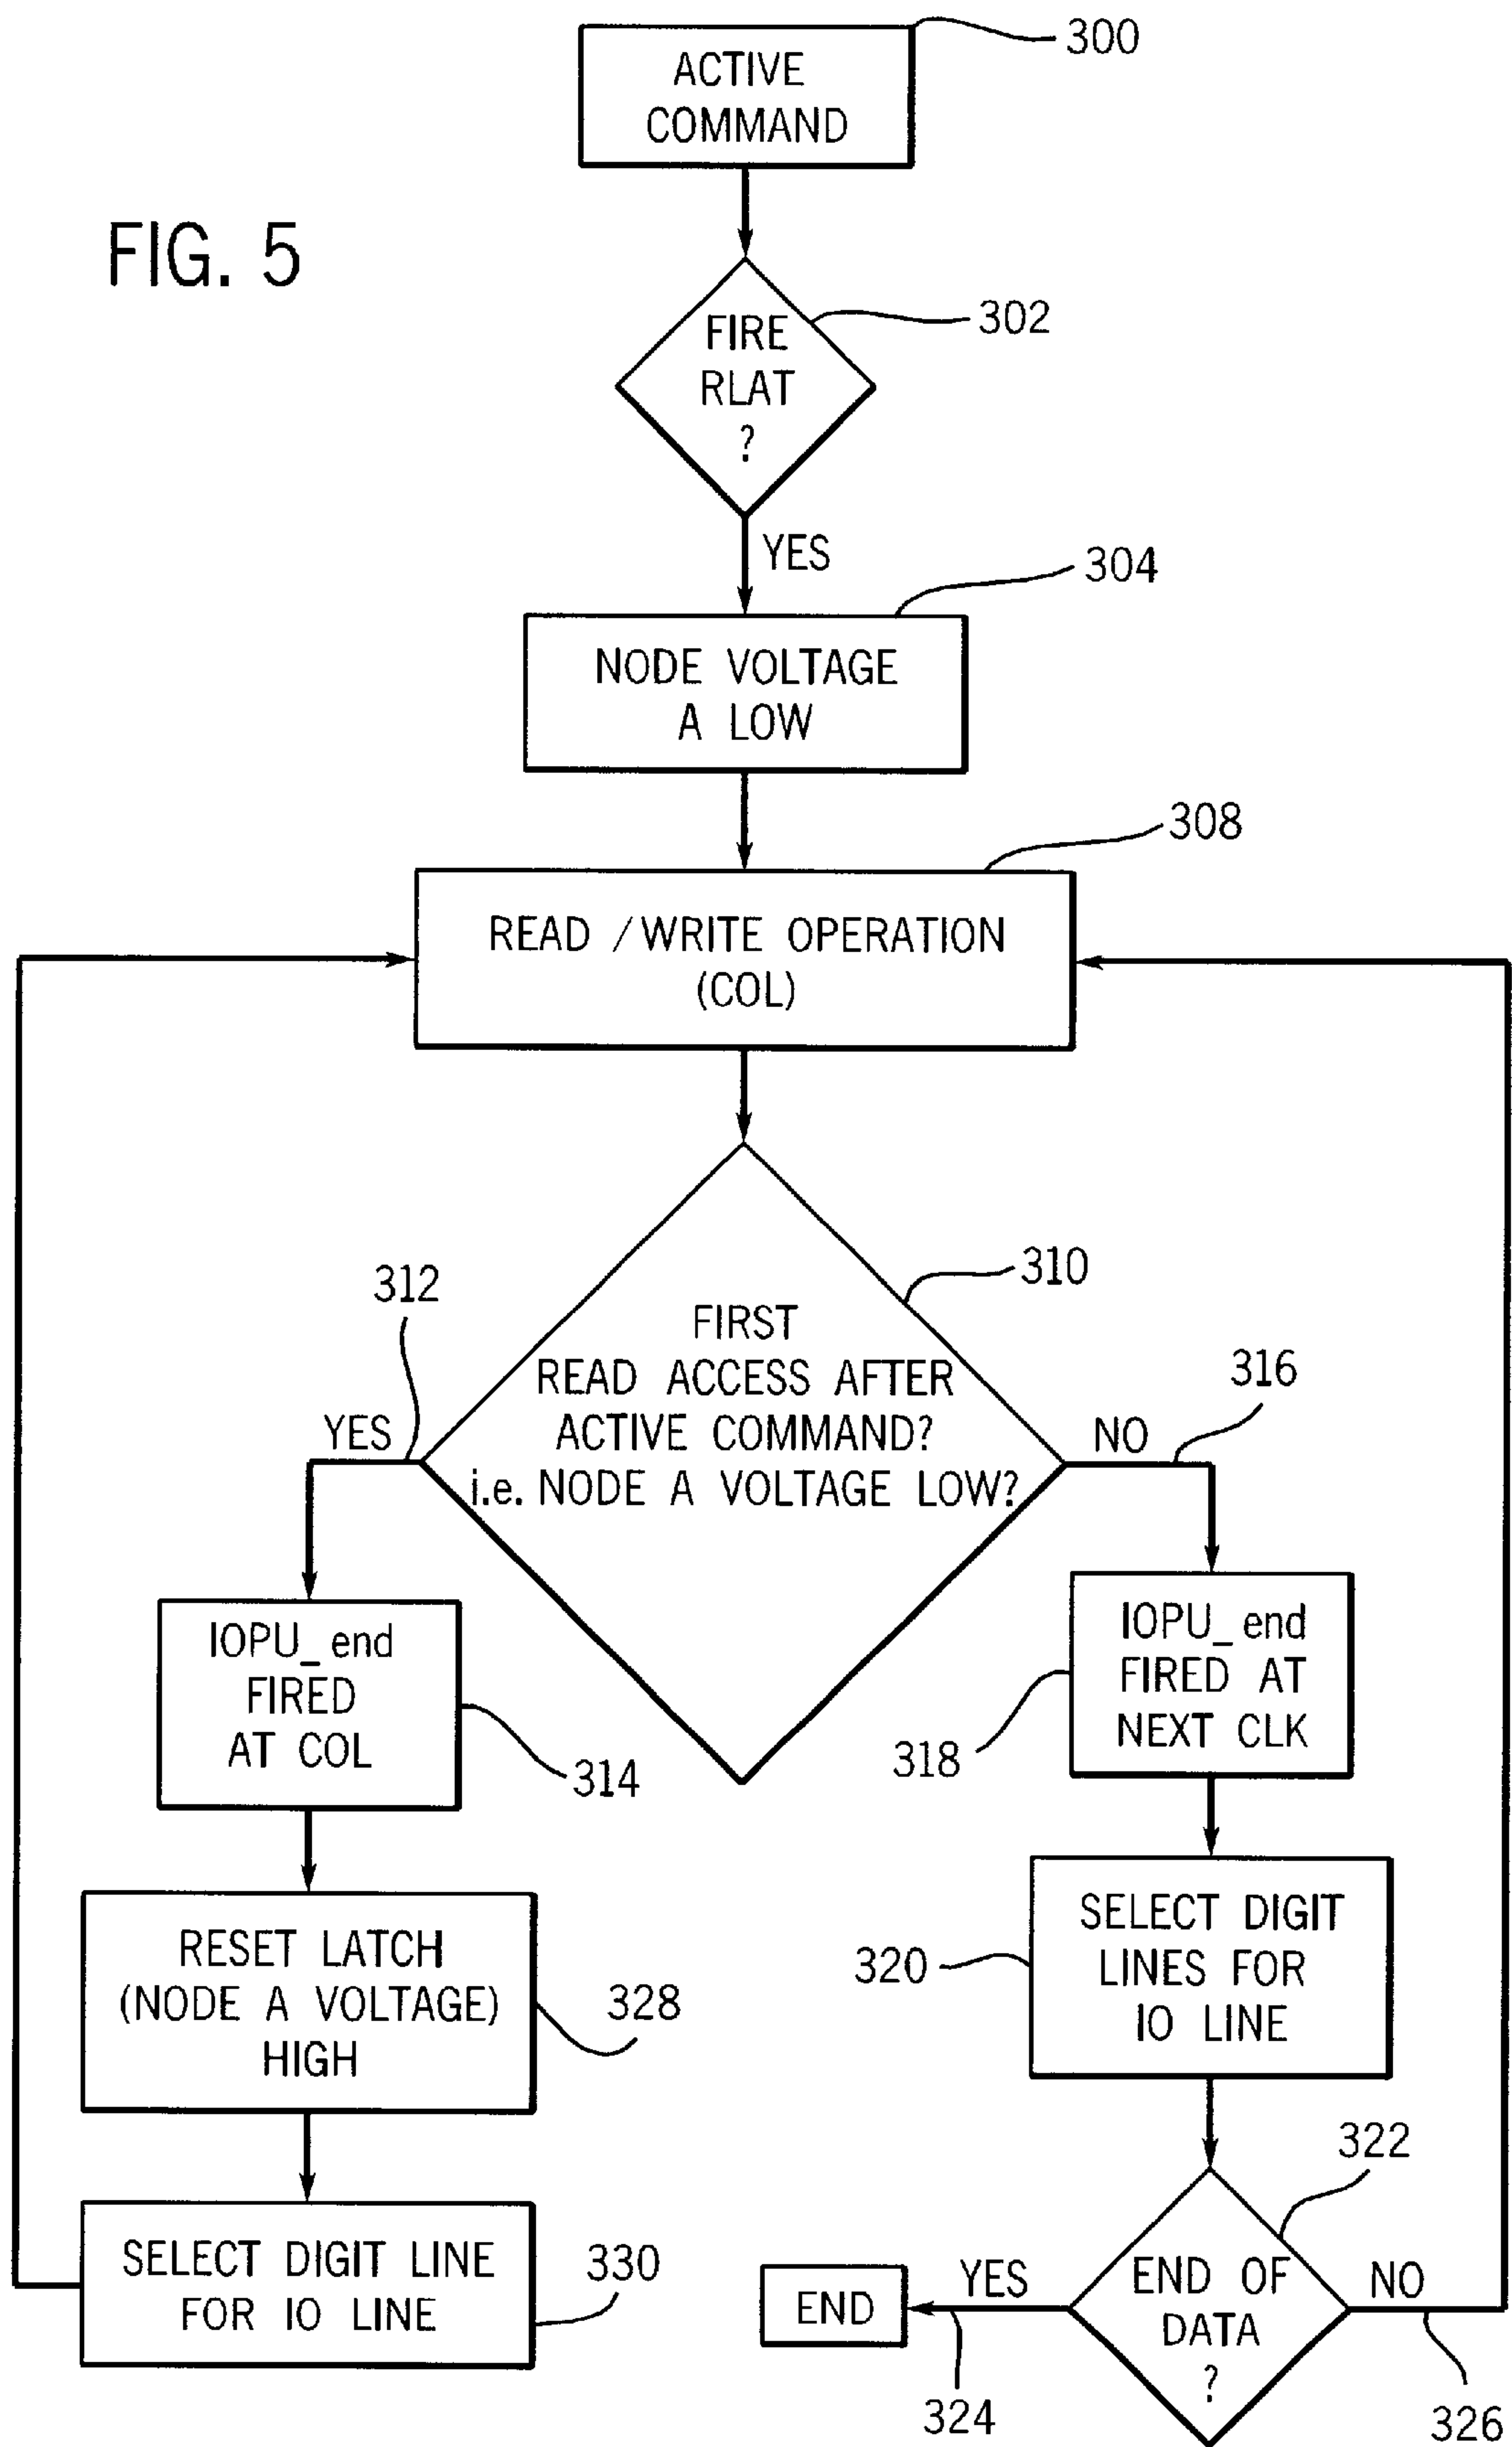 FIG. 5
ACTIVE
COMMAND
300
FIRE
RLAT
?
302
YES
304
NODE VOLTAGE
A LOW
308
READ / WRITE OPERATION
(COL)
310
312
FIRST
READ ACCESS AFTER
ACTIVE COMMAND?
i.e. NODE A VOLTAGE LOW?
316
YES
NO
IOPU_end
FIRED
AT COL
314
IOPU_end
FIRED AT
NEXT CLK
318
RESET LATCH
(NODE A VOLTAGE)
HIGH
328
SELECT DIGIT
LINES FOR
IO LINE
320
322
SELECT DIGIT LINE
FOR IO LINE
330
END
YES
END OF
DATA
?
NO
324
326